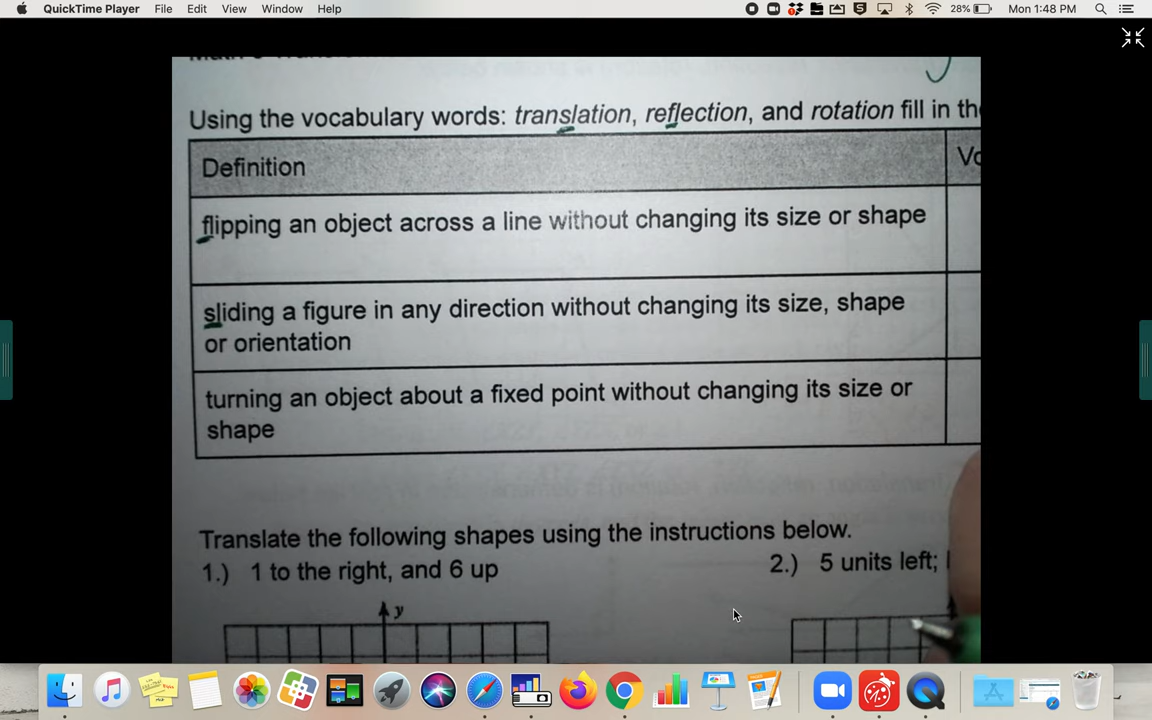 QuickTime Player File Edit View Window Help 28% Mon 1:48 PM
Using the vocabulary words: translation, reflection, and rotation fill in
Definition
flipping an object across a line without changing its size or shape
sliding a figure in any direction without changing its size, shape
or orientation
turning an object about a fixed point without changing its size or
shape
Translate the following shapes using the instructions below.
1.) 1 to the right, and 6 up
2.) 5 units left;
y